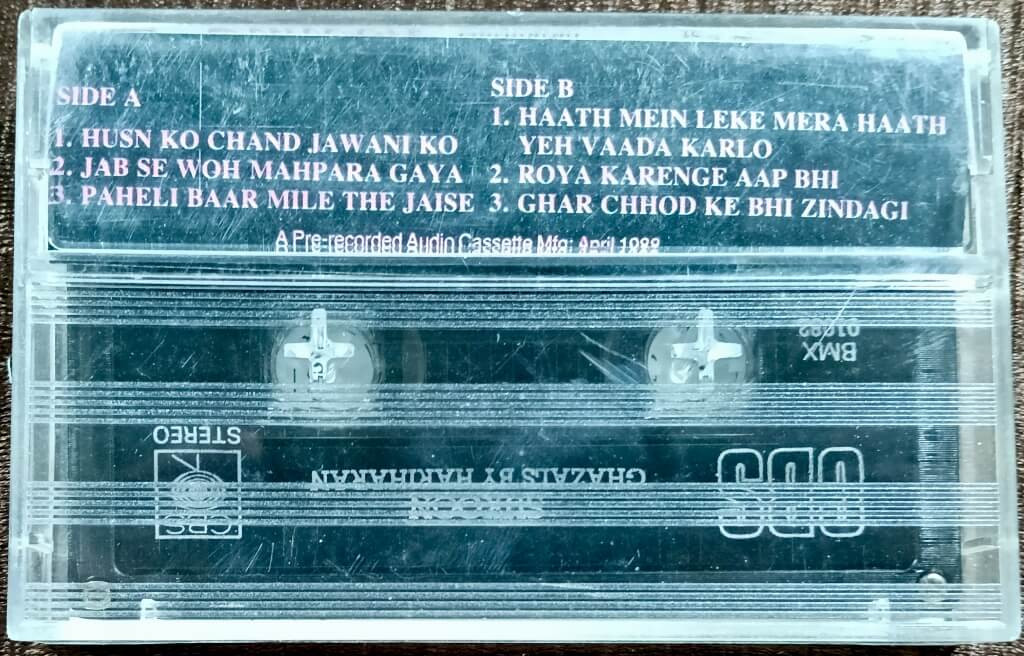 SIDE A
1. HUSN KO CHAND JAWANI KO
2. JAB SE WOH MAHPARA GAYA
3. PAHELI BAAR MILE THE JAISE
SIDE B
1. HAATH MEIN LEKE MERA HAATH
YEH VAADA KARLO
2. ROYA KARENGE AAP BHI
3. GHAR CHHOD KE BHI ZINDAGI
A Pre-recorded Audio Cassette Mfg: April 1988
BMX
01082
STEREO
GHAZALS BY HARIHARAN
SUKOON
CBS
CBS